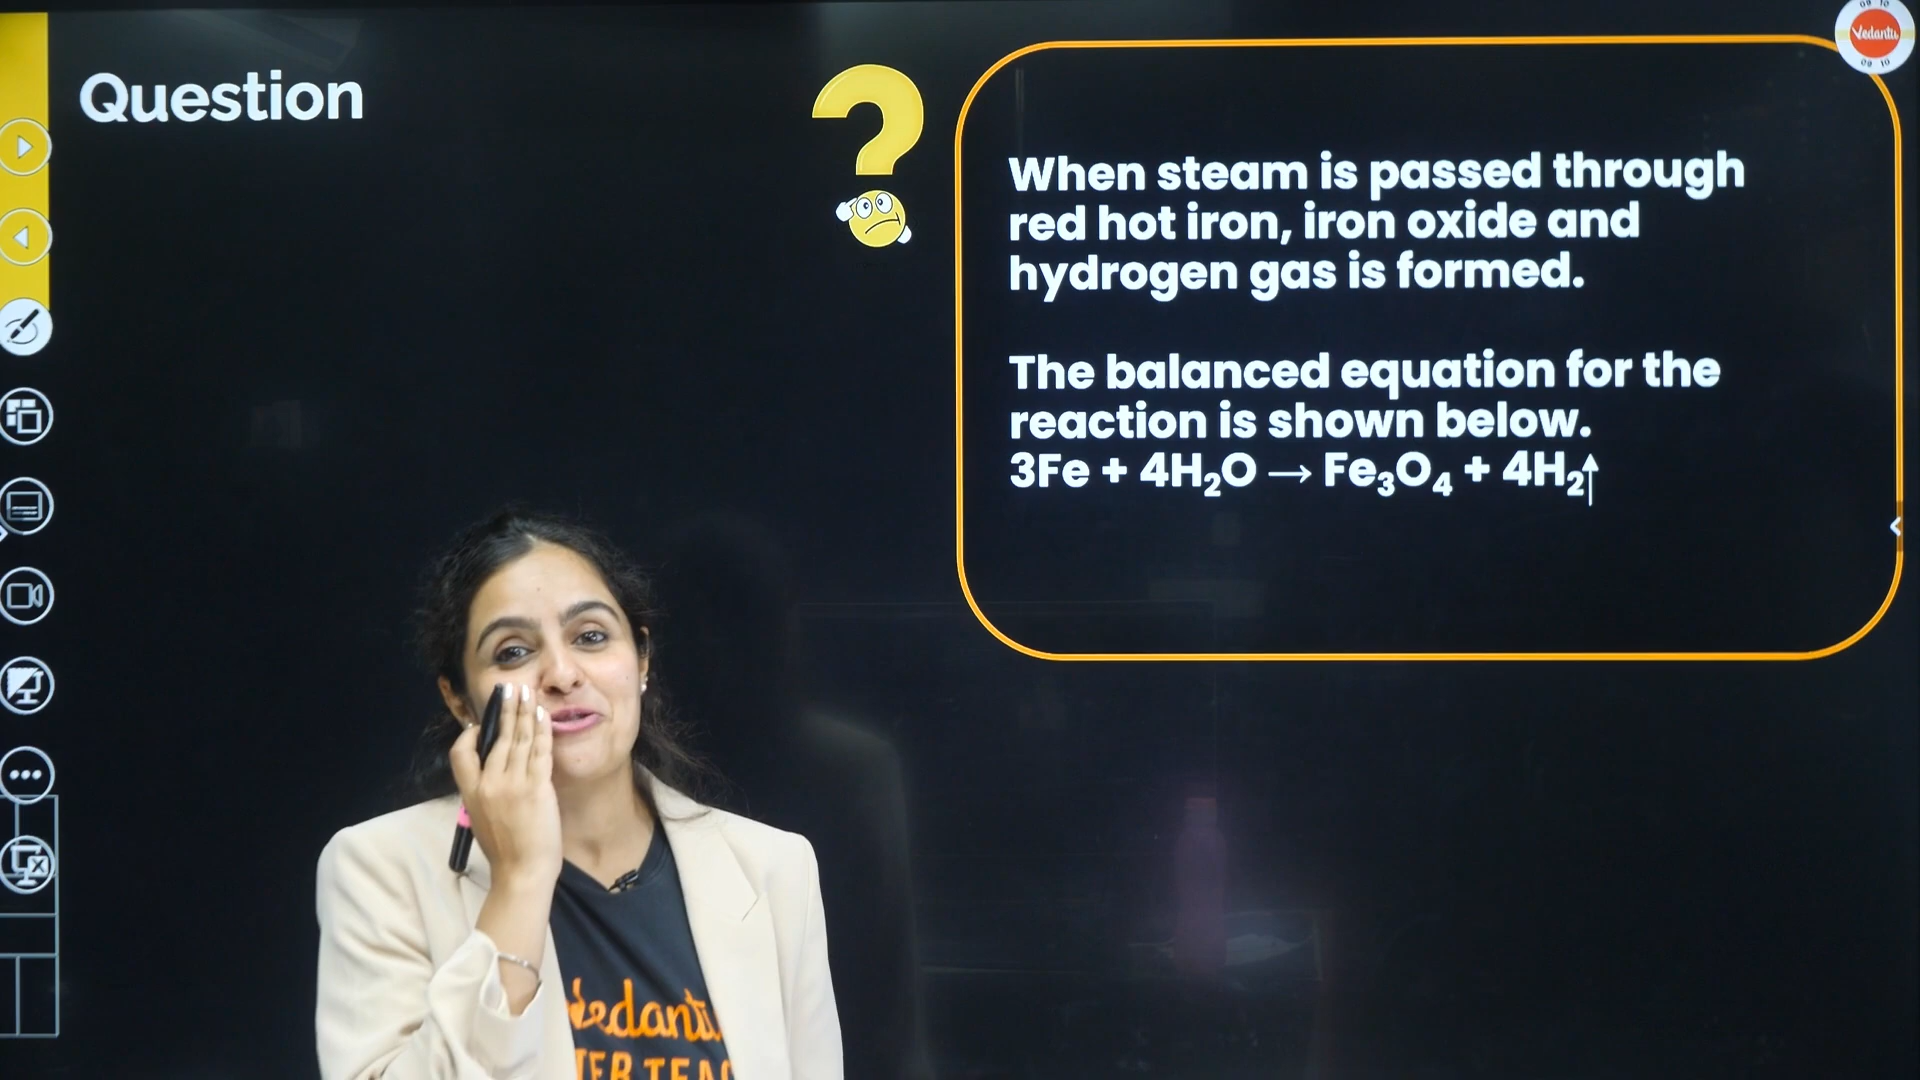 Question
?
Vedantu
When steam is passed through
red hot iron, iron oxide and
hydrogen gas is formed.
The balanced equation for the
reaction is shown below.
3Fe + 4H₂O → Fe₃O₄ + 4H₂↑
Vedantu